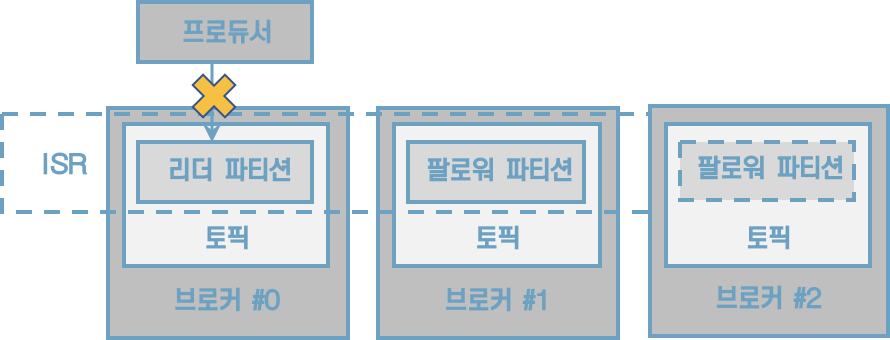 프로듀서
ISR
리더 파티션
팔로워 파티션
팔로워 파티션
토픽
토픽
토픽
브로커 #0
브로커 #1
브로커 #2